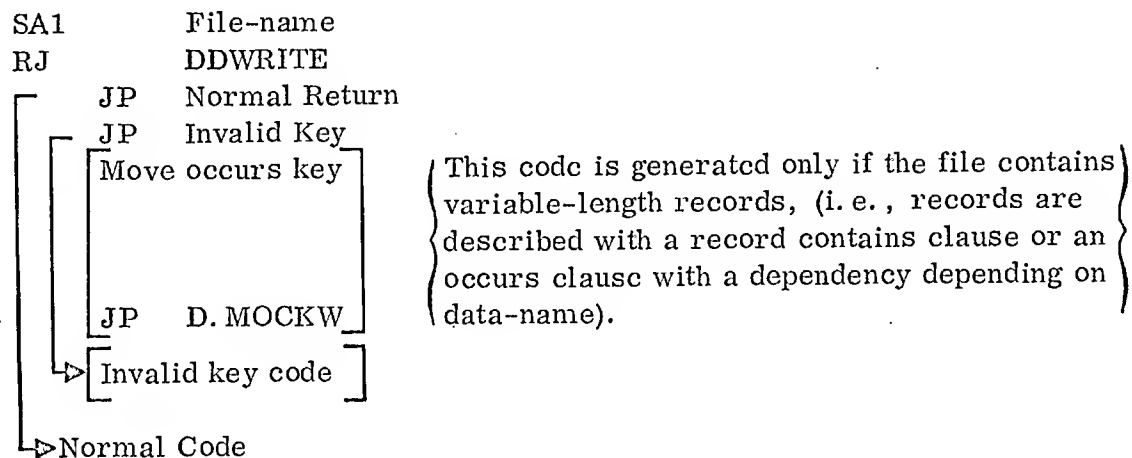 SA1 File-name
RJ DDWRITE
JP Normal Return
JP Invalid Key
Move occurs key
This code is generated only if the file contains
variable-length records, (i. e., records are
described with a record contains clause or an
occurs clause with a dependency depending on
data-name).
JP D. MOCKW
Invalid key code
Normal Code